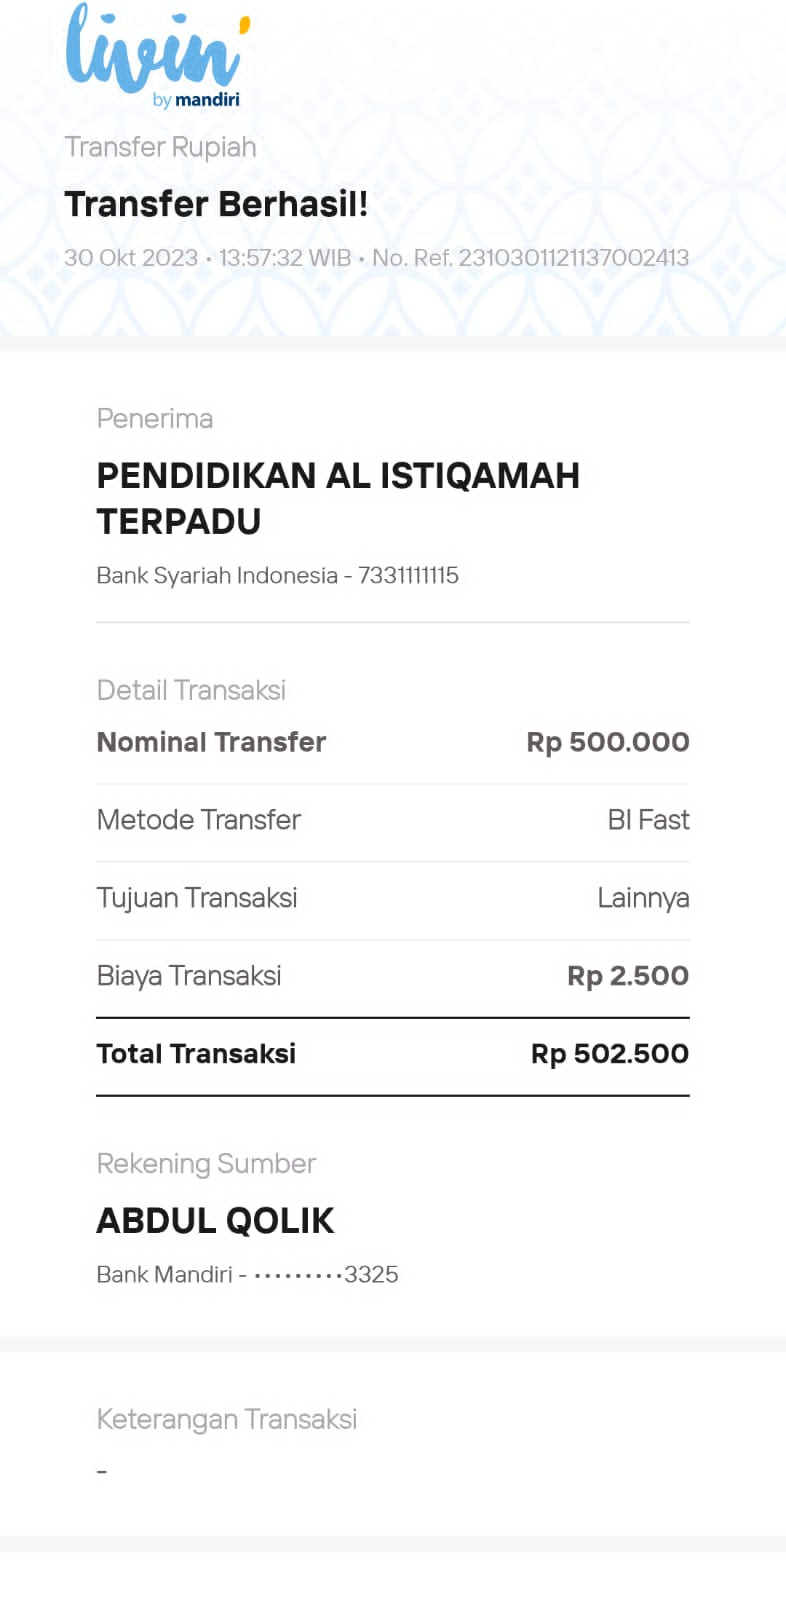 livin'
by mandiri
Transfer Rupiah
Transfer Berhasil!
30 Okt 2023 • 13:57:32 WIB • No. Ref. 2310301121137002413
Penerima
PENDIDIKAN AL ISTIQAMAH
TERPADU
Bank Syariah Indonesia - 7331111115
Detail Transaksi
Nominal Transfer Rp 500.000
Metode Transfer BI Fast
Tujuan Transaksi Lainnya
Biaya Transaksi Rp 2.500
Total Transaksi Rp 502.500
Rekening Sumber
ABDUL QOLIK
Bank Mandiri - •••••••••3325
Keterangan Transaksi
-